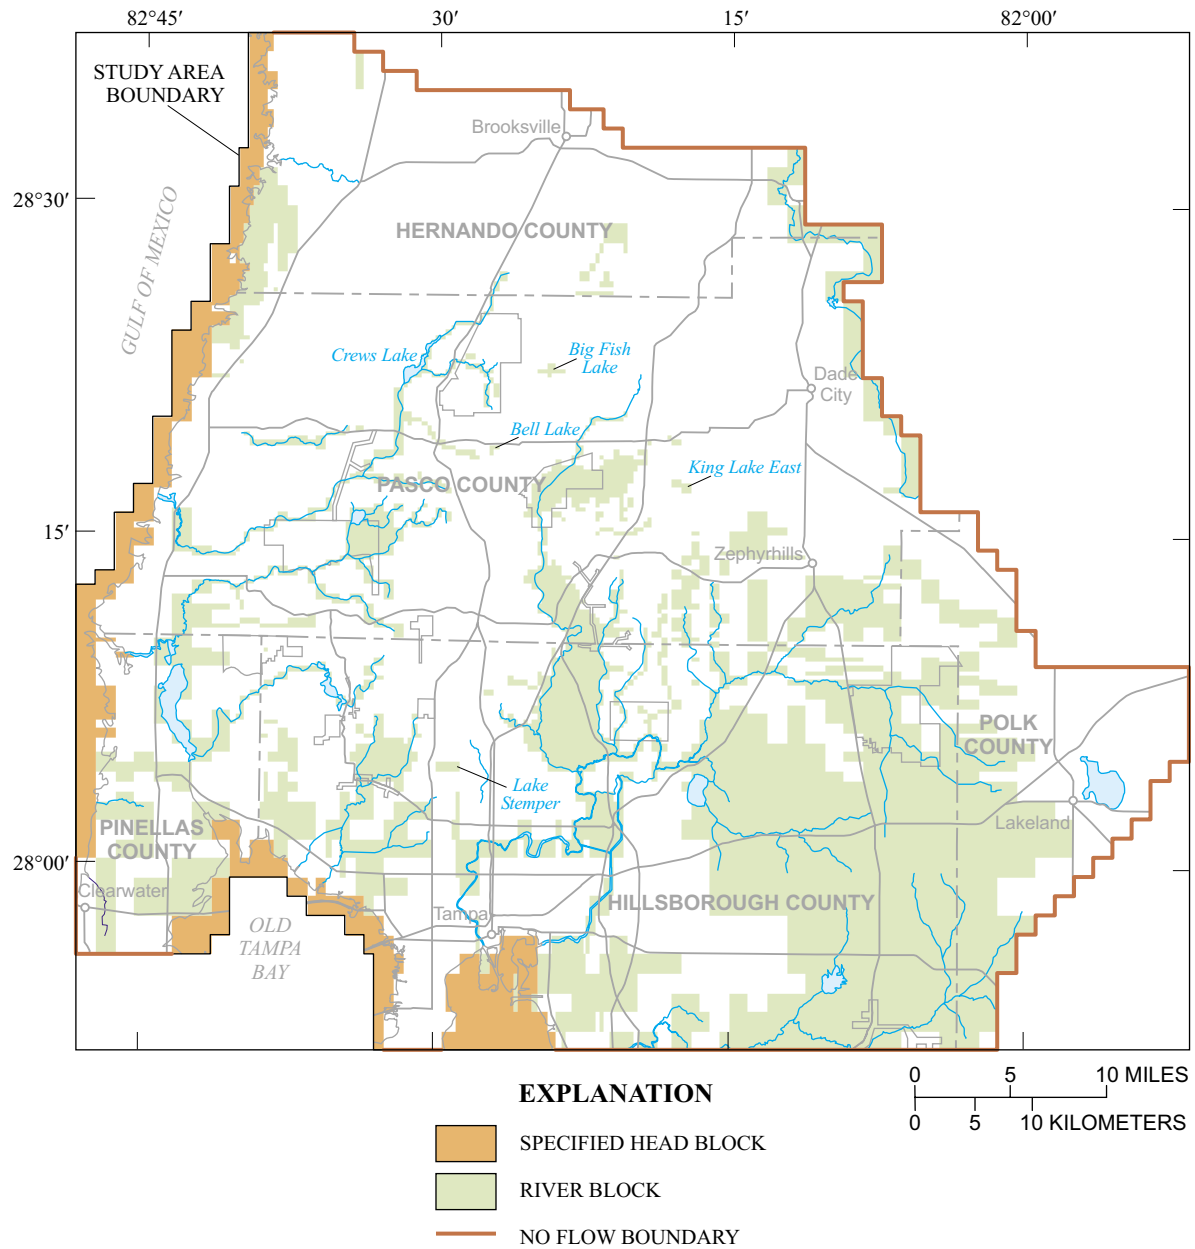 82°45′
30′
15′
82°00′
STUDY AREA
BOUNDARY
Brooksville
28°30′
GULF OF MEXICO
HERNANDO COUNTY
Crews Lake
Big Fish
Lake
Dade
City
Bell Lake
King Lake East
PASCO COUNTY
15′
Zephyrhills
POLK
COUNTY
Lake
Stemper
PINELLAS
COUNTY
Lakeland
28°00′
Clearwater
HILLSBOROUGH COUNTY
Tampa
OLD
TAMPA
BAY
EXPLANATION
0 5 10 MILES
0 5 10 KILOMETERS
SPECIFIED HEAD BLOCK
RIVER BLOCK
NO FLOW BOUNDARY